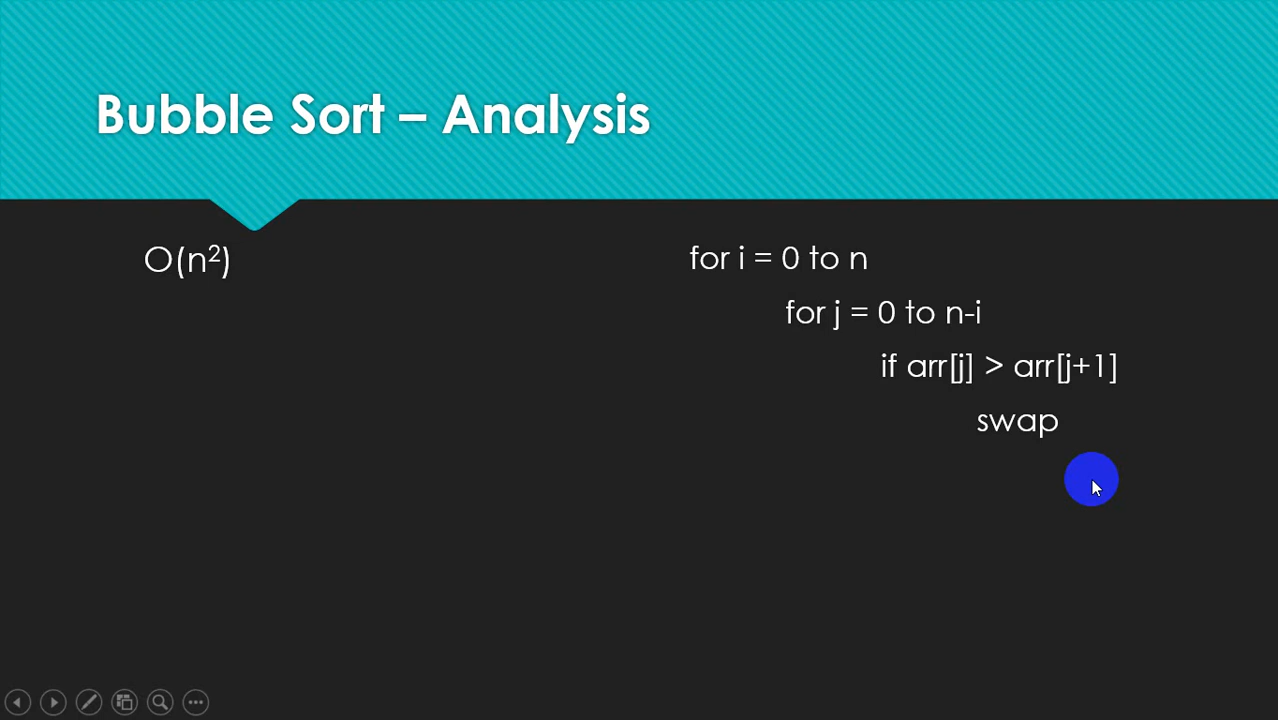 Bubble Sort – Analysis
O(n²)
for i = 0 to n
for j = 0 to n-i
if arr[j] > arr[j+1]
swap